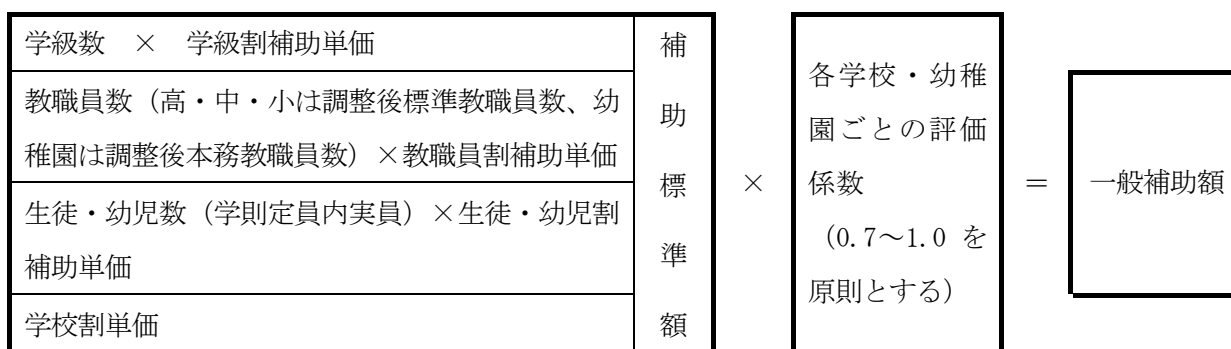 学級数　×　学級割補助単価
教職員数（高・中・小は調整後標準教職員数、幼
稚園は調整後本務教職員数）×教職員割補助単価
生徒・幼児数（学則定員内実員）×生徒・幼児割
補助単価
学校割単価
補
助
標
準
額
×
各学校・幼稚
園ごとの評価
係数
（0.7～1.0 を
原則とする）
＝
一般補助額